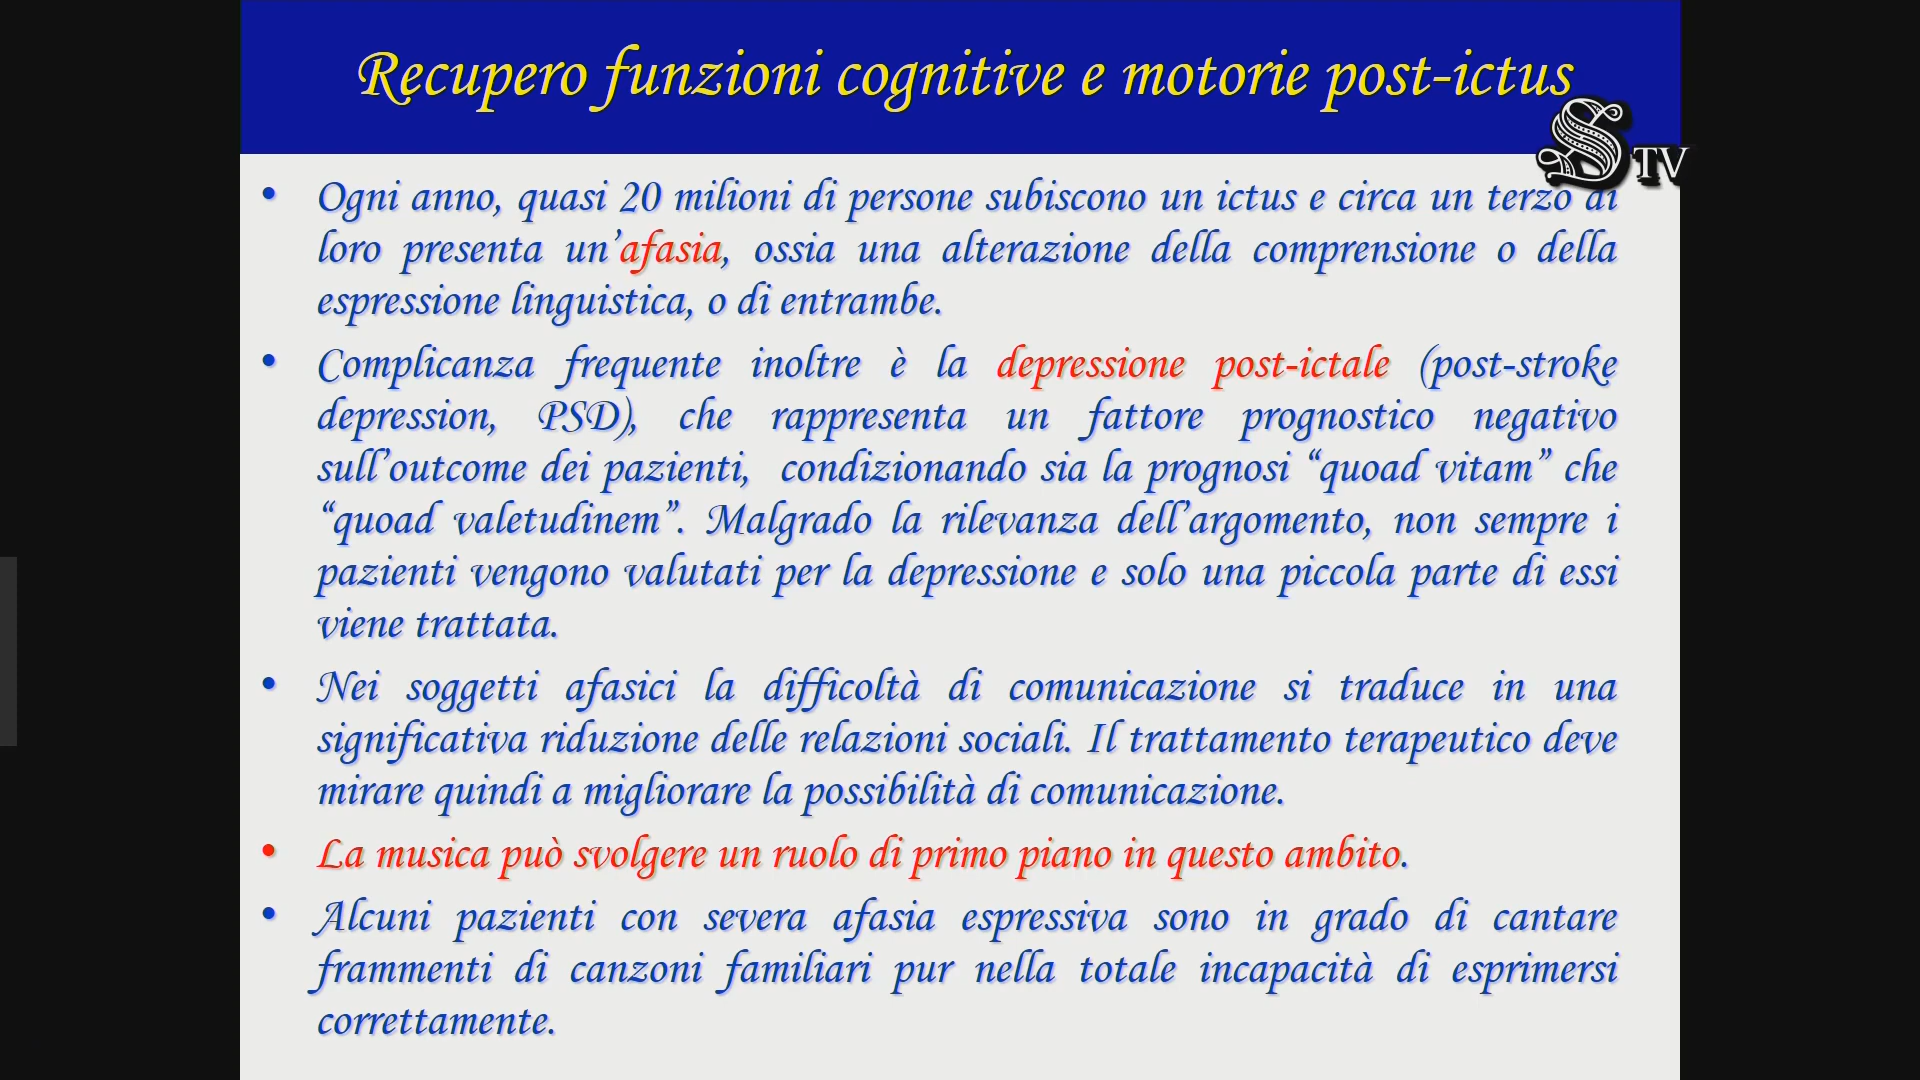 Recupero funzioni cognitive e motorie post-ictus
S TV
• Ogni anno, quasi 20 milioni di persone subiscono un ictus e circa un terzo di
loro presenta un’afasia, ossia una alterazione della comprensione o della
espressione linguistica, o di entrambe.
• Complicanza frequente inoltre è la depressione post-ictale (post-stroke
depression, PSD), che rappresenta un fattore prognostico negativo
sull’outcome dei pazienti, condizionando sia la prognosi “quoad vitam” che
“quoad valetudinem”. Malgrado la rilevanza dell’argomento, non sempre i
pazienti vengono valutati per la depressione e solo una piccola parte di essi
viene trattata.
• Nei soggetti afasici la difficoltà di comunicazione si traduce in una
significativa riduzione delle relazioni sociali. Il trattamento terapeutico deve
mirare quindi a migliorare la possibilità di comunicazione.
• La musica può svolgere un ruolo di primo piano in questo ambito.
• Alcuni pazienti con severa afasia espressiva sono in grado di cantare
frammenti di canzoni familiari pur nella totale incapacità di esprimersi
correttamente.